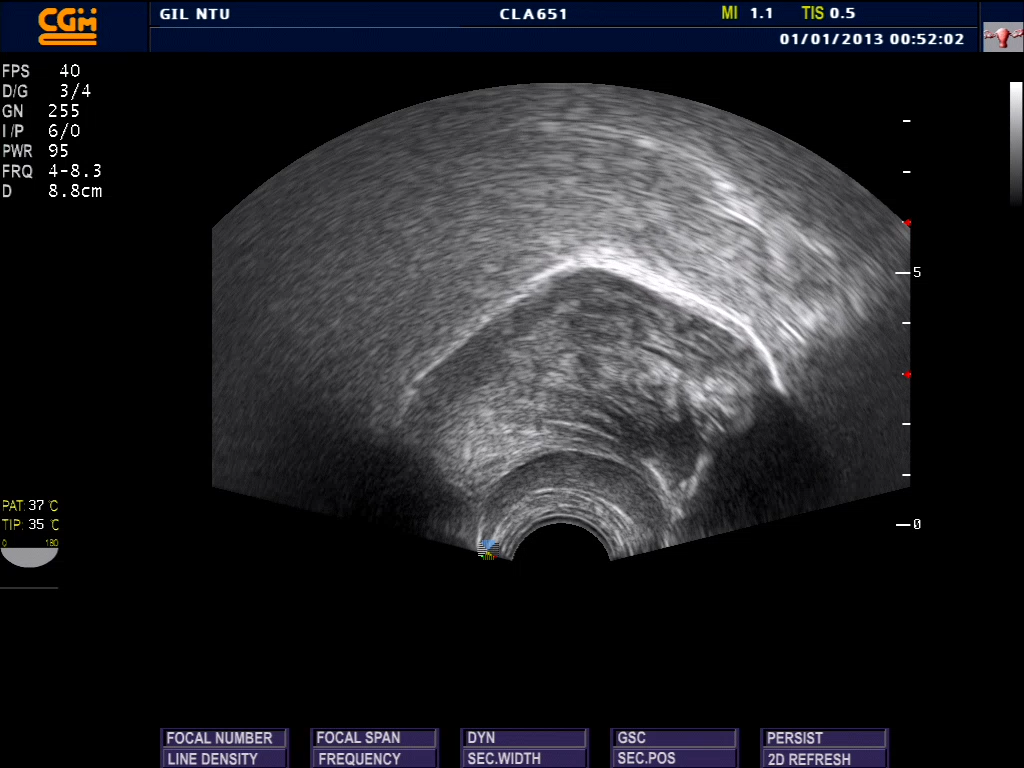 CGM
GIL NTU
CLA651
MI 1.1 TIS 0.5
01/01/2013 00:52:02
FPS 40
D/G 3/4
GN 255
I/P 6/0
PWR 95
FRQ 4-8.3
D 8.8cm
5
0
PAT: 37 °C
TIP: 35 °C
0 180
FOCAL NUMBER
LINE DENSITY
FOCAL SPAN
FREQUENCY
DYN
SEC.WIDTH
GSC
SEC.POS
PERSIST
2D REFRESH